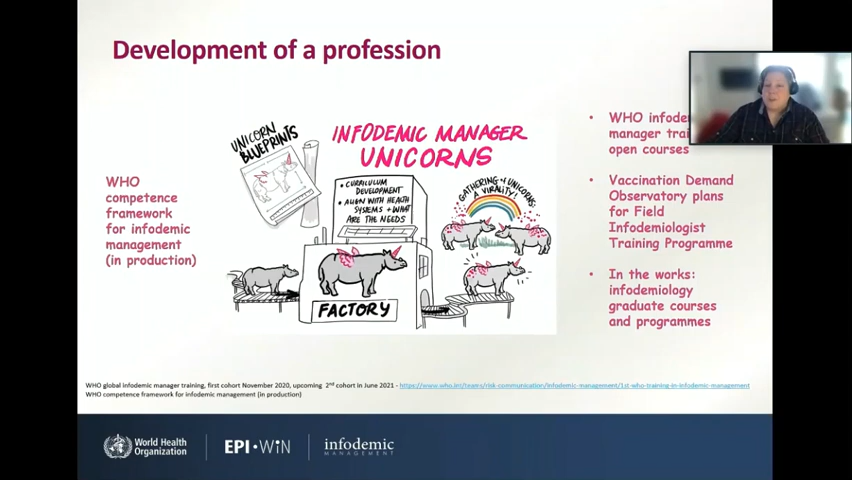 Development of a profession
WHO
competence
framework
for infodemic
management
(in production)
UNICORN
BLUEPRINTS
INFODEMIC MANAGER
UNICORNS
• CURRICULUM
DEVELOPMENT
• ALIGN WITH HEALTH
SYSTEMS + WHAT
ARE THE NEEDS
GATHERING of UNICORNS:
A VIRALITY!
FACTORY
• WHO
manager
open courses
• Vaccination Demand
Observatory plans
for Field
Infodemiologist
Training Programme
• In the works:
infodemiology
graduate courses
and programmes
WHO global infodemic manager training, first cohort November 2020, upcoming 2nd cohort in June 2021 - https://www.who.int/teams/risk-communication/infodemic-management/1st-who-training-in-infodemic-management
WHO competence framework for infodemic management (in production)
World Health
Organization
EPI•WiN
infodemic
MANAGEMENT